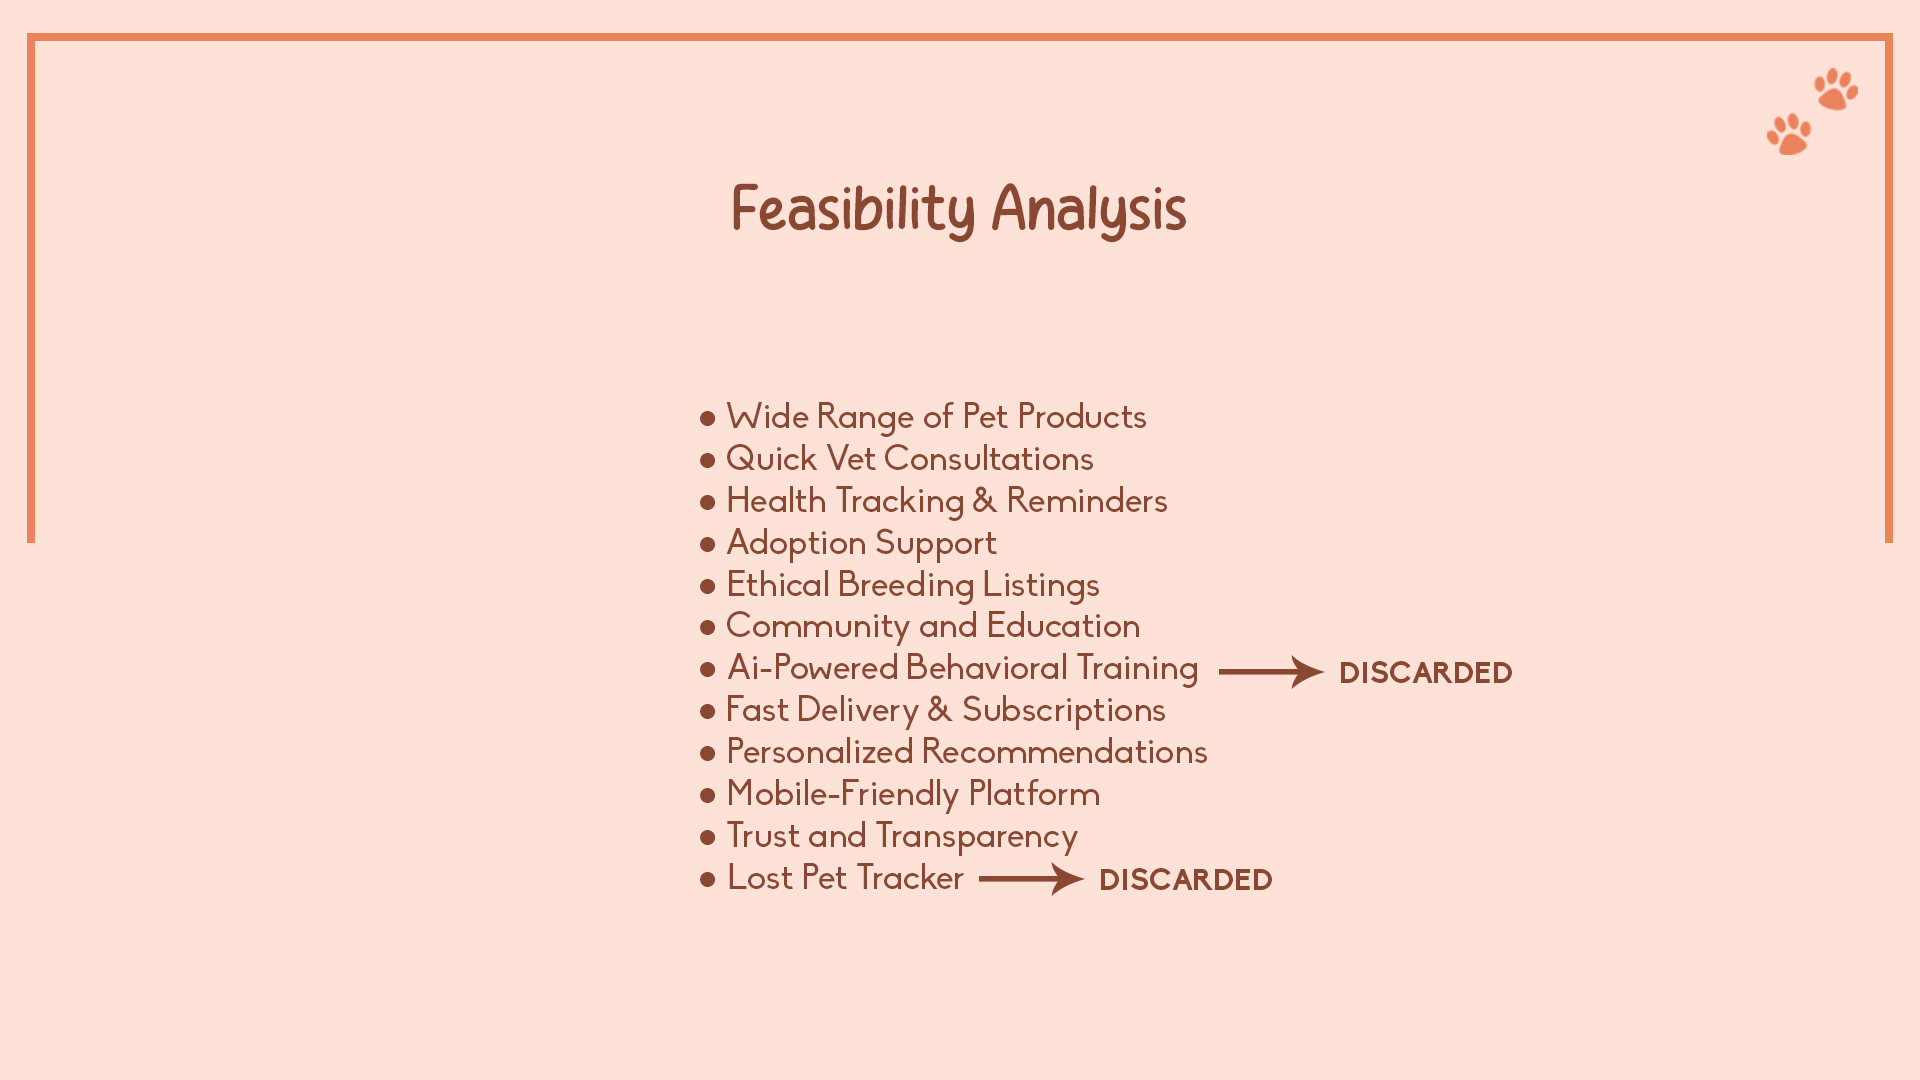 Feasibility Analysis
• Wide Range of Pet Products
• Quick Vet Consultations
• Health Tracking & Reminders
• Adoption Support
• Ethical Breeding Listings
• Community and Education
• Ai-Powered Behavioral Training → DISCARDED
• Fast Delivery & Subscriptions
• Personalized Recommendations
• Mobile-Friendly Platform
• Trust and Transparency
• Lost Pet Tracker → DISCARDED